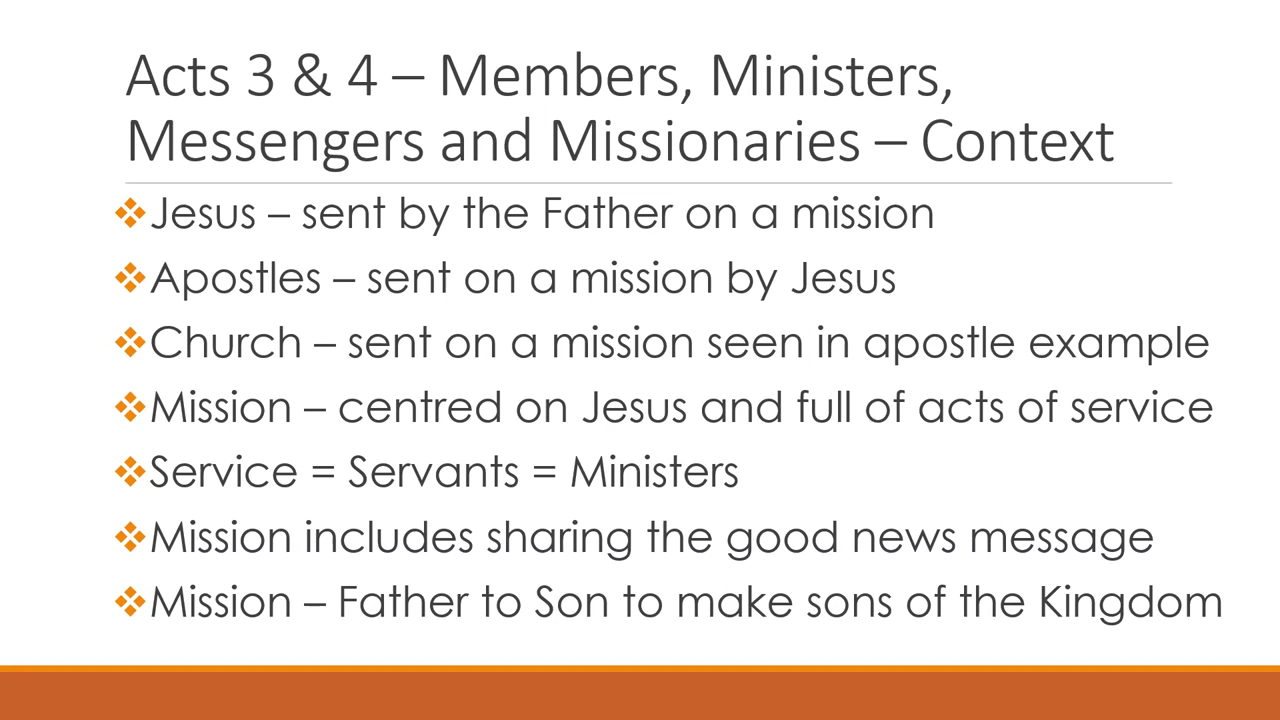 Acts 3 & 4 – Members, Ministers,
Messengers and Missionaries – Context
❖Jesus – sent by the Father on a mission
❖Apostles – sent on a mission by Jesus
❖Church – sent on a mission seen in apostle example
❖Mission – centred on Jesus and full of acts of service
❖Service = Servants = Ministers
❖Mission includes sharing the good news message
❖Mission – Father to Son to make sons of the Kingdom